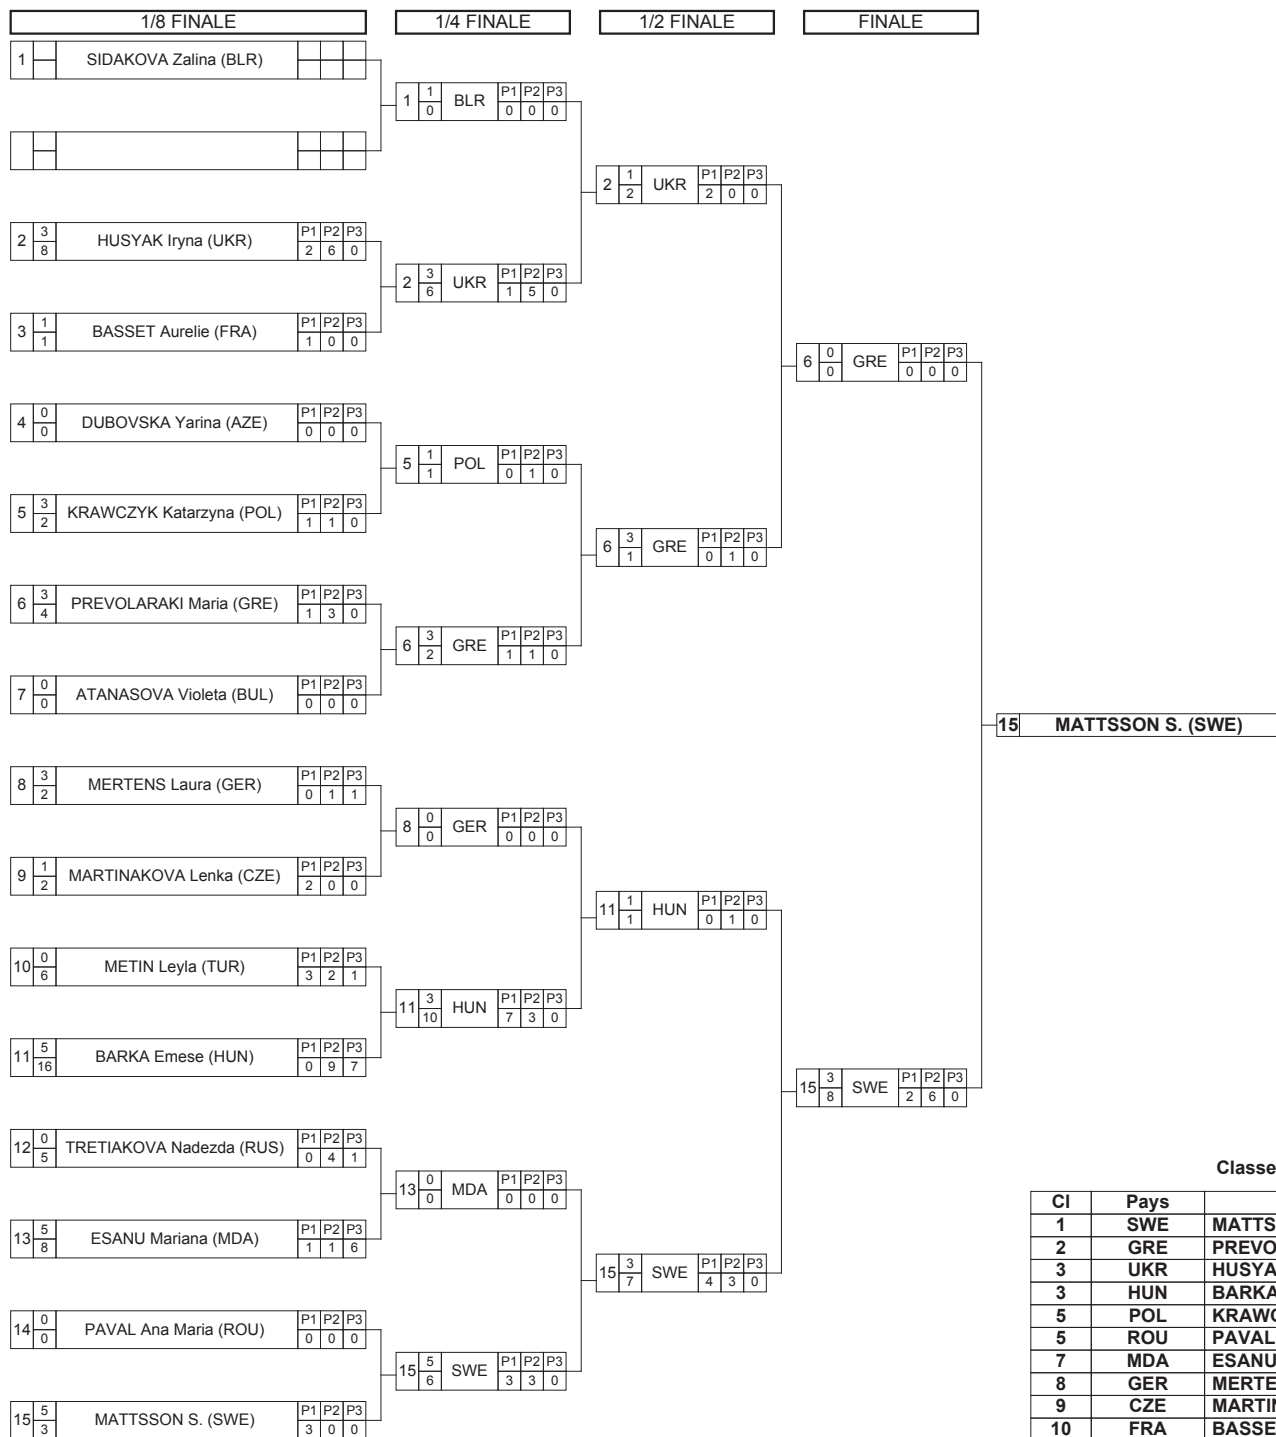 1/8 FINALE 1/4 FINALE 1/2 FINALE FINALE
1 SIDAKOVA Zalina (BLR)
1 1 0 BLR P1 P2 P3 0 0 0
2 1 2 UKR P1 P2 P3 2 0 0
2 3 8 HUSYAK Iryna (UKR) P1 P2 P3 2 6 0
2 3 6 UKR P1 P2 P3 1 5 0
3 1 1 BASSET Aurelie (FRA) P1 P2 P3 1 0 0
6 0 0 GRE P1 P2 P3 0 0 0
4 0 0 DUBOVSKA Yarina (AZE) P1 P2 P3 0 0 0
5 1 1 POL P1 P2 P3 0 1 0
5 3 2 KRAWCZYK Katarzyna (POL) P1 P2 P3 1 1 0
6 3 1 GRE P1 P2 P3 0 1 0
6 3 4 PREVOLARAKI Maria (GRE) P1 P2 P3 1 3 0
6 3 2 GRE P1 P2 P3 1 1 0
7 0 0 ATANASOVA Violeta (BUL) P1 P2 P3 0 0 0
15 MATTSSON S. (SWE)
8 3 2 MERTENS Laura (GER) P1 P2 P3 0 1 1
8 0 0 GER P1 P2 P3 0 0 0
9 1 2 MARTINAKOVA Lenka (CZE) P1 P2 P3 2 0 0
11 1 1 HUN P1 P2 P3 0 1 0
10 0 6 METIN Leyla (TUR) P1 P2 P3 3 2 1
11 3 10 HUN P1 P2 P3 7 3 0
11 5 16 BARKA Emese (HUN) P1 P2 P3 0 9 7
15 3 8 SWE P1 P2 P3 2 6 0
12 0 5 TRETIAKOVA Nadezda (RUS) P1 P2 P3 0 4 1
13 0 0 MDA P1 P2 P3 0 0 0
13 5 8 ESANU Mariana (MDA) P1 P2 P3 1 1 6
15 3 7 SWE P1 P2 P3 4 3 0
14 0 0 PAVAL Ana Maria (ROU) P1 P2 P3 0 0 0
15 5 6 SWE P1 P2 P3 3 3 0
15 5 3 MATTSSON S. (SWE) P1 P2 P3 3 0 0
Classe
Cl Pays
1 SWE MATTS
2 GRE PREVO
3 UKR HUSYA
3 HUN BARKA
5 POL KRAWC
5 ROU PAVAL
7 MDA ESANU
8 GER MERTE
9 CZE MARTIN
10 FRA BASSE